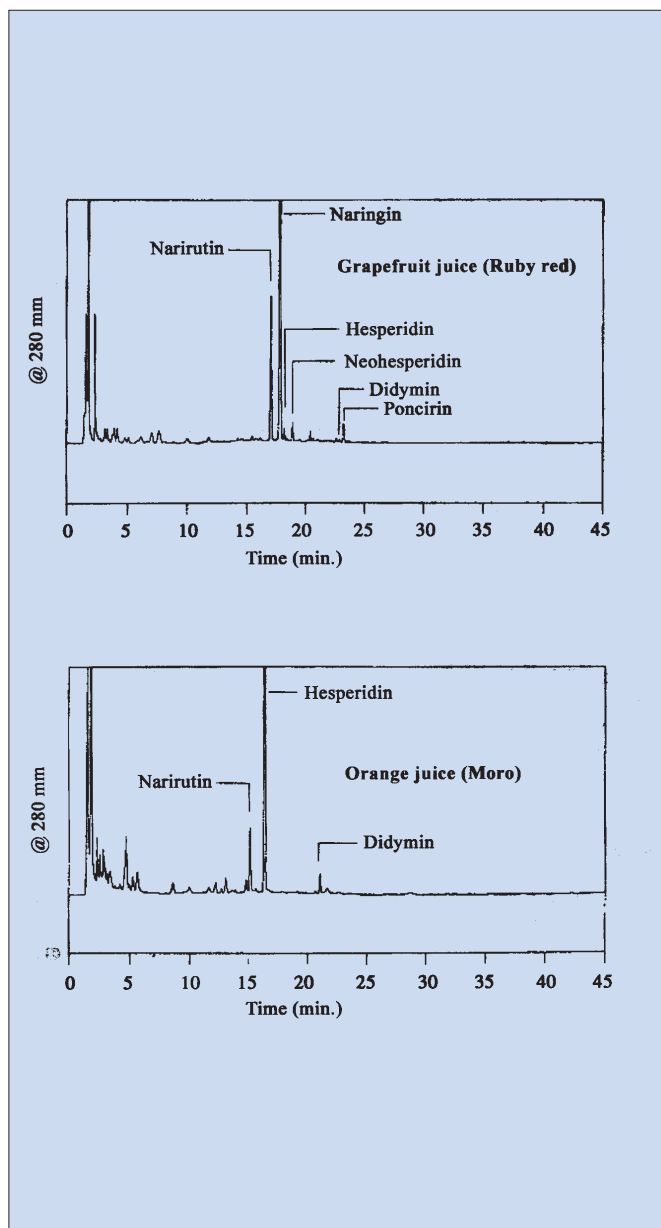 Naringin
Narirutin
Grapefruit juice (Ruby red)
Hesperidin
Neohesperidin
Didymin
Poncirin
@ 280 mm
0 5 10 15 20 25 30 35 40 45
Time (min.)
Hesperidin
Narirutin
Orange juice (Moro)
Didymin
@ 280 mm
0 5 10 15 20 25 30 35 40 45
Time (min.)